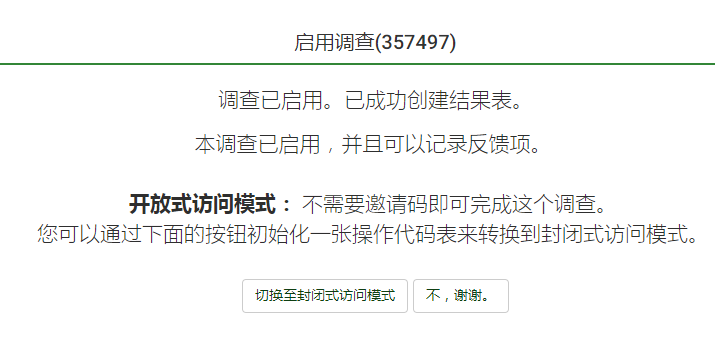 启用调查(357497)
调查已启用。已成功创建结果表。
本调查已启用，并且可以记录反馈项。
开放式访问模式： 不需要邀请码即可完成这个调查。
您可以通过下面的按钮初始化一张操作代码表来转换到封闭式访问模式。
切换至封闭式访问模式 不，谢谢。